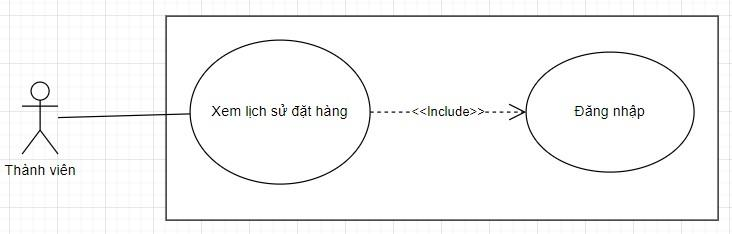 Xem lịch sử đặt hàng
<<Include>>
Đăng nhập
Thành viên